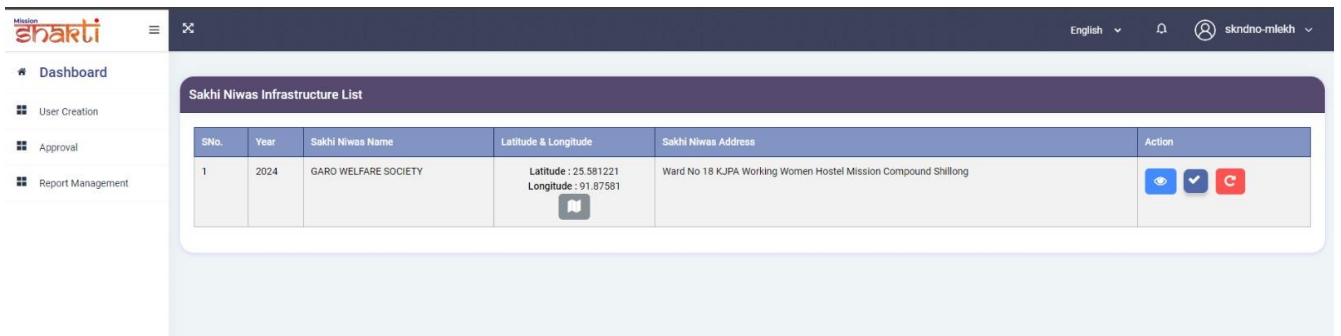 Mission
Shakti
English
skndno-mlekh
Dashboard
User Creation
Approval
Report Management
Sakhi Niwas Infrastructure List
SNo. Year Sakhi Niwas Name Latitude & Longitude Sakhi Niwas Address Action
1 2024 GARO WELFARE SOCIETY Latitude : 25.581221 Ward No 18 KJPA Working Women Hostel Mission Compound Shillong
Longitude : 91.87581